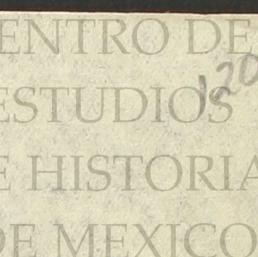 ENTRO DE
120
ESTUDIOS
E HISTORIA
DE MEXICO